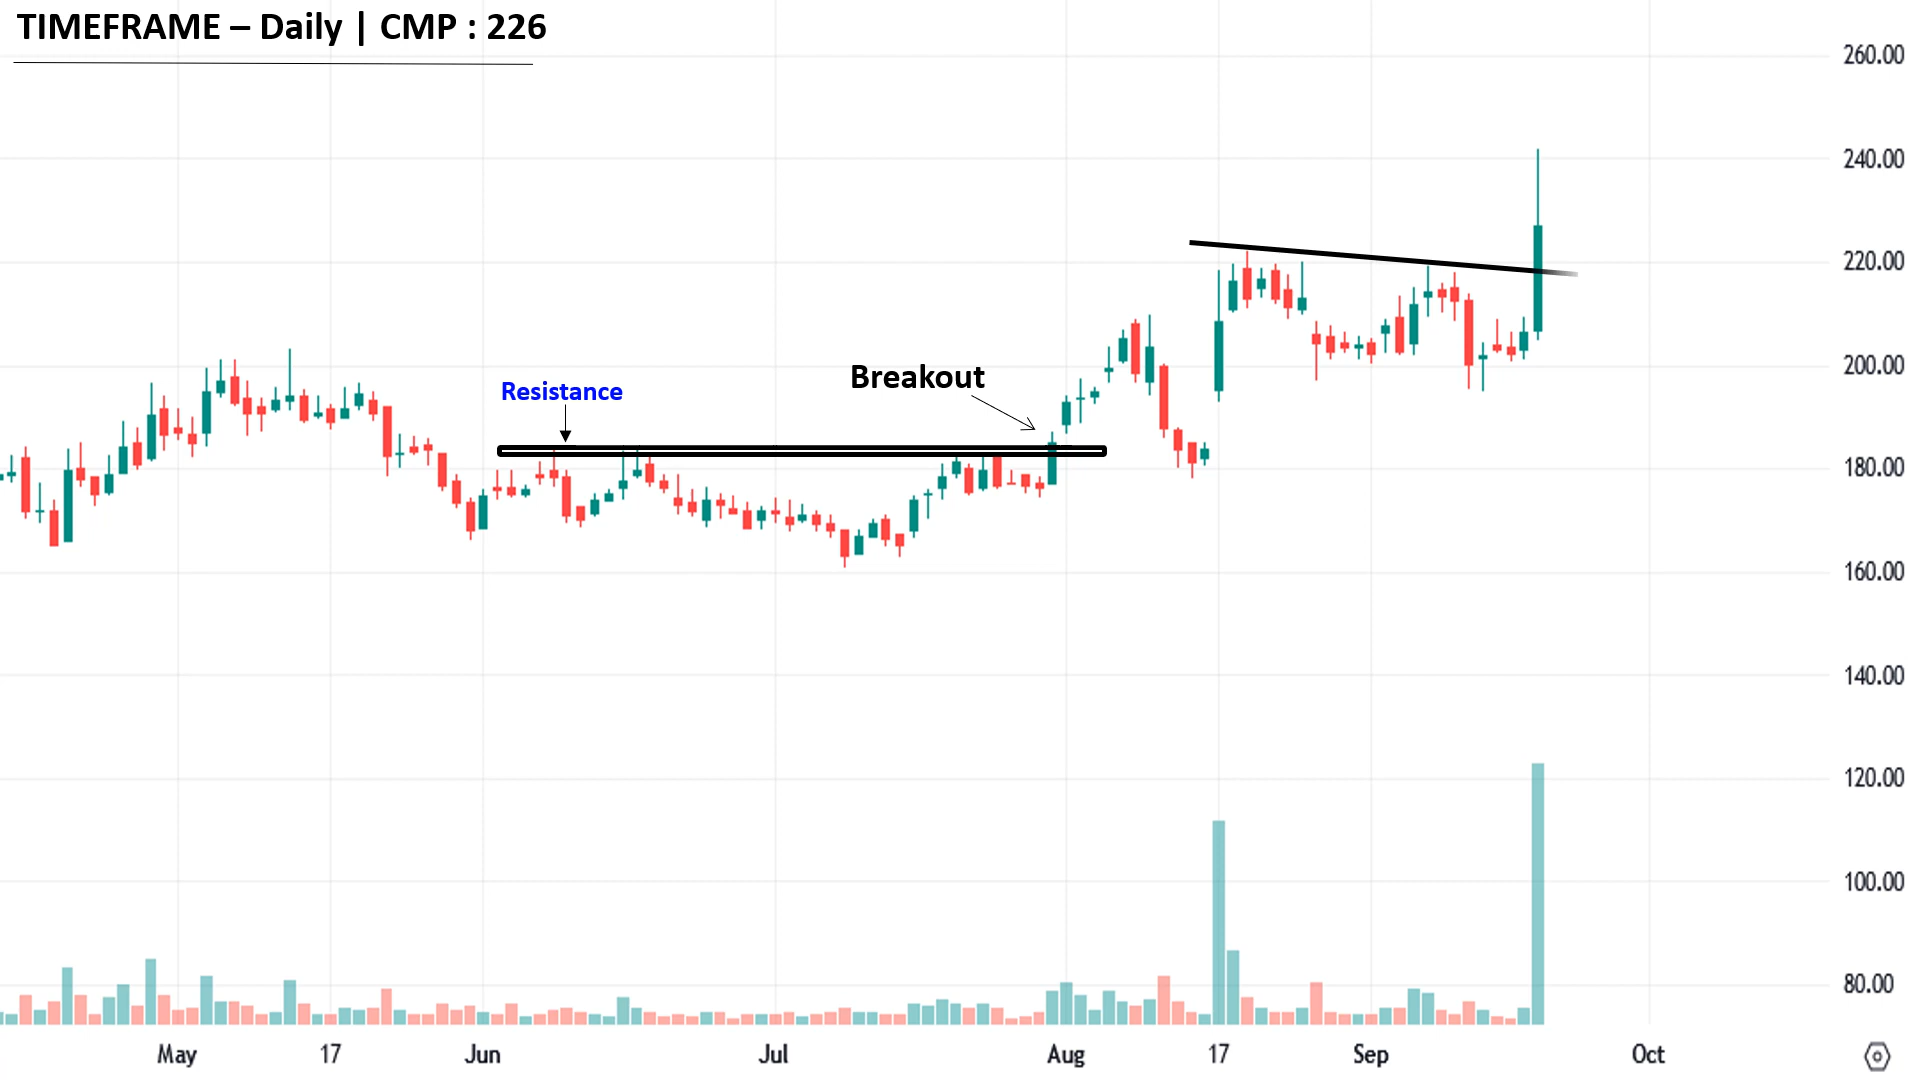 TIMEFRAME – Daily | CMP : 226
260.00
240.00
220.00
200.00
Breakout
Resistance
180.00
160.00
140.00
120.00
100.00
80.00
May 17 Jun Jul Aug 17 Sep Oct